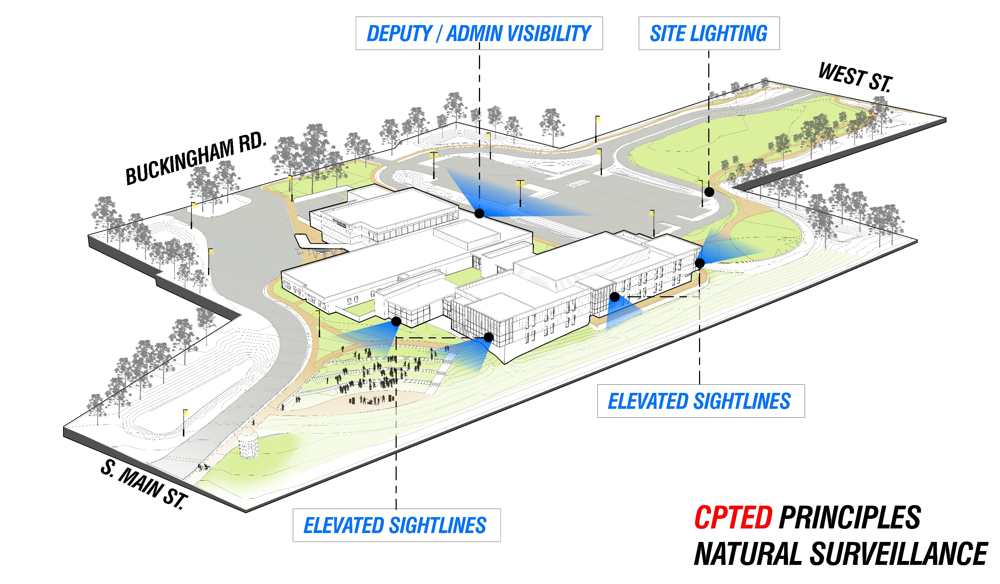 DEPUTY / ADMIN VISIBILITY
SITE LIGHTING
WEST ST.
BUCKINGHAM RD.
ELEVATED SIGHTLINES
S. MAIN ST.
ELEVATED SIGHTLINES
CPTED PRINCIPLES
NATURAL SURVEILLANCE